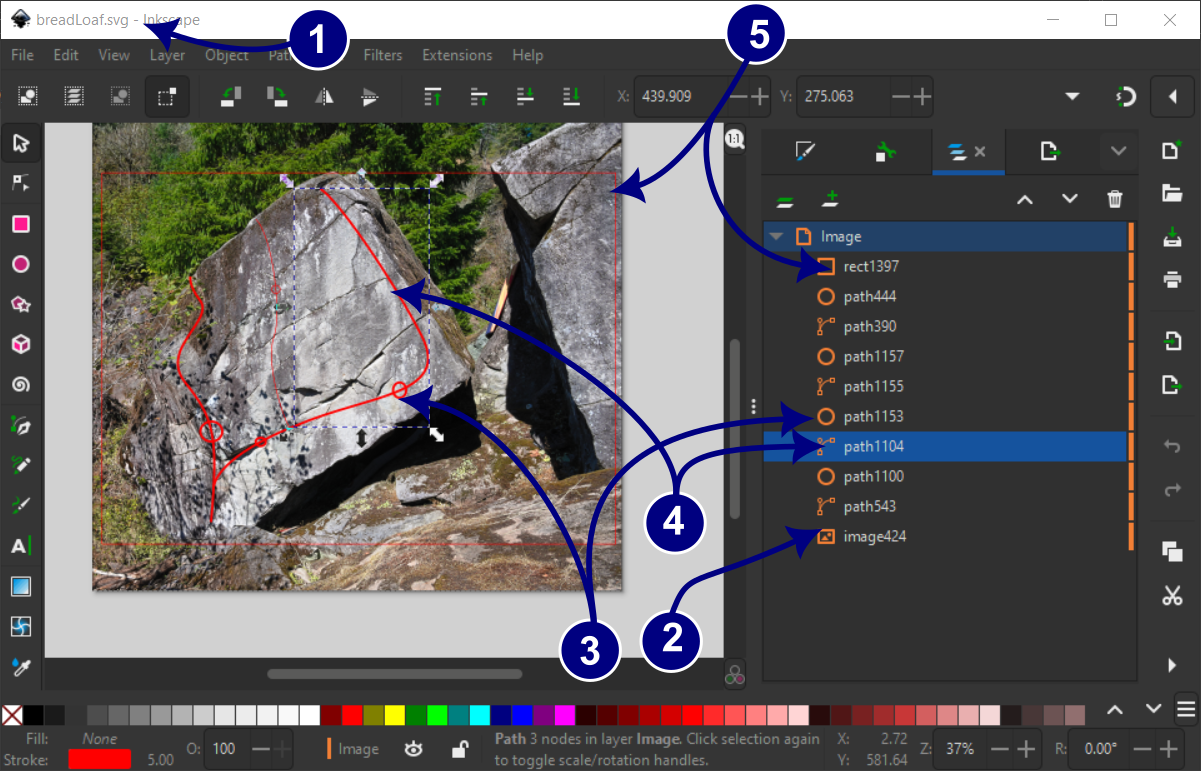 breadLoaf.svg - Inkscape
1
5
File Edit View Layer Object Filters Extensions Help
X: 439.909 Y: 275.063
1:1
Image
rect1397
path444
path390
path1157
path1155
path1153
path1104
path1100
path543
image424
4
3
2
A
Fill: None
Stroke: 5.00
O: 100
Image
Path 3 nodes in layer Image. Click selection again
to toggle scale/rotation handles.
X: 2.72
Y: 581.64
Z: 37%
R: 0.00°